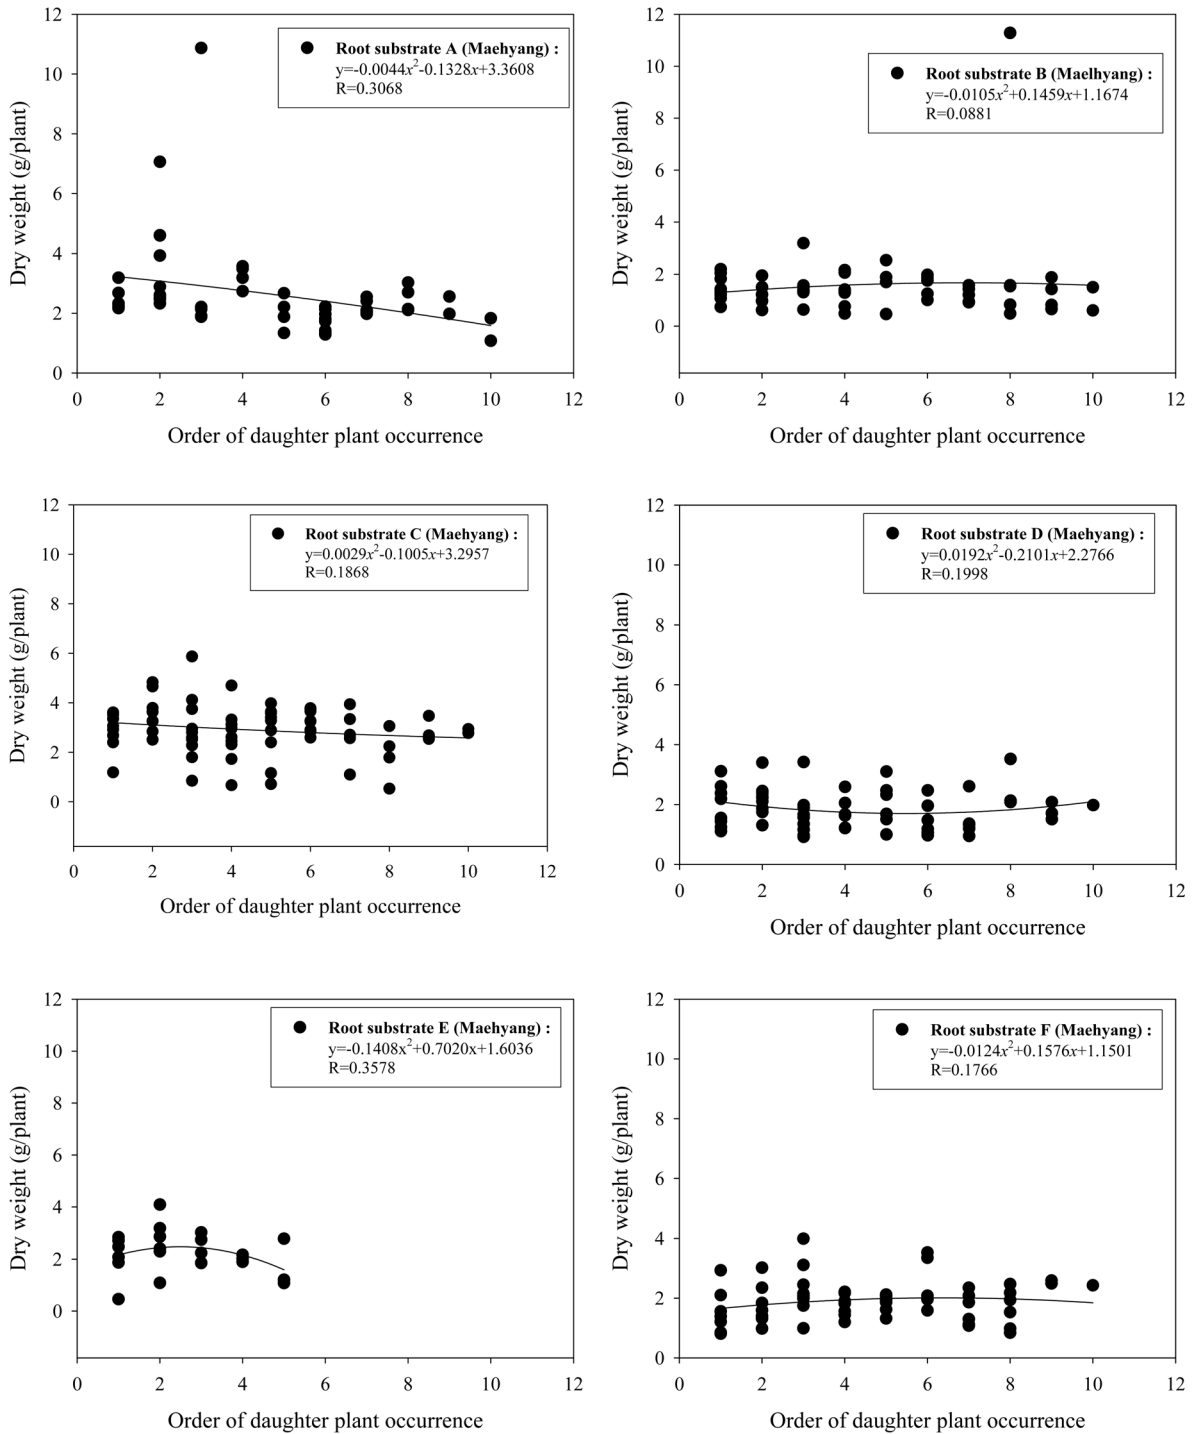 Root substrate A (Maehyang) :
y=-0.0044x²-0.1328x+3.3608
R=0.3068
Dry weight (g/plant)
12
10
8
6
4
2
0
0 2 4 6 8 10 12
Order of daughter plant occurrence
Root substrate B (Maelhyang) :
y=-0.0105x²+0.1459x+1.1674
R=0.0881
Dry weight (g/plant)
12
10
8
6
4
2
0
0 2 4 6 8 10 12
Order of daughter plant occurrence
Root substrate C (Maehyang) :
y=0.0029x²-0.1005x+3.2957
R=0.1868
Dry weight (g/plant)
12
10
8
6
4
2
0
0 2 4 6 8 10 12
Order of daughter plant occurrence
Root substrate D (Maehyang) :
y=0.0192x²-0.2101x+2.2766
R=0.1998
Dry weight (g/plant)
12
10
8
6
4
2
0
0 2 4 6 8 10 12
Order of daughter plant occurrence
Root substrate E (Maehyang) :
y=-0.1408x²+0.7020x+1.6036
R=0.3578
Dry weight (g/plant)
12
10
8
6
4
2
0
0 2 4 6 8 10 12
Order of daughter plant occurrence
Root substrate F (Maehyang) :
y=-0.0124x²+0.1576x+1.1501
R=0.1766
Dry weight (g/plant)
12
10
8
6
4
2
0
0 2 4 6 8 10 12
Order of daughter plant occurrence